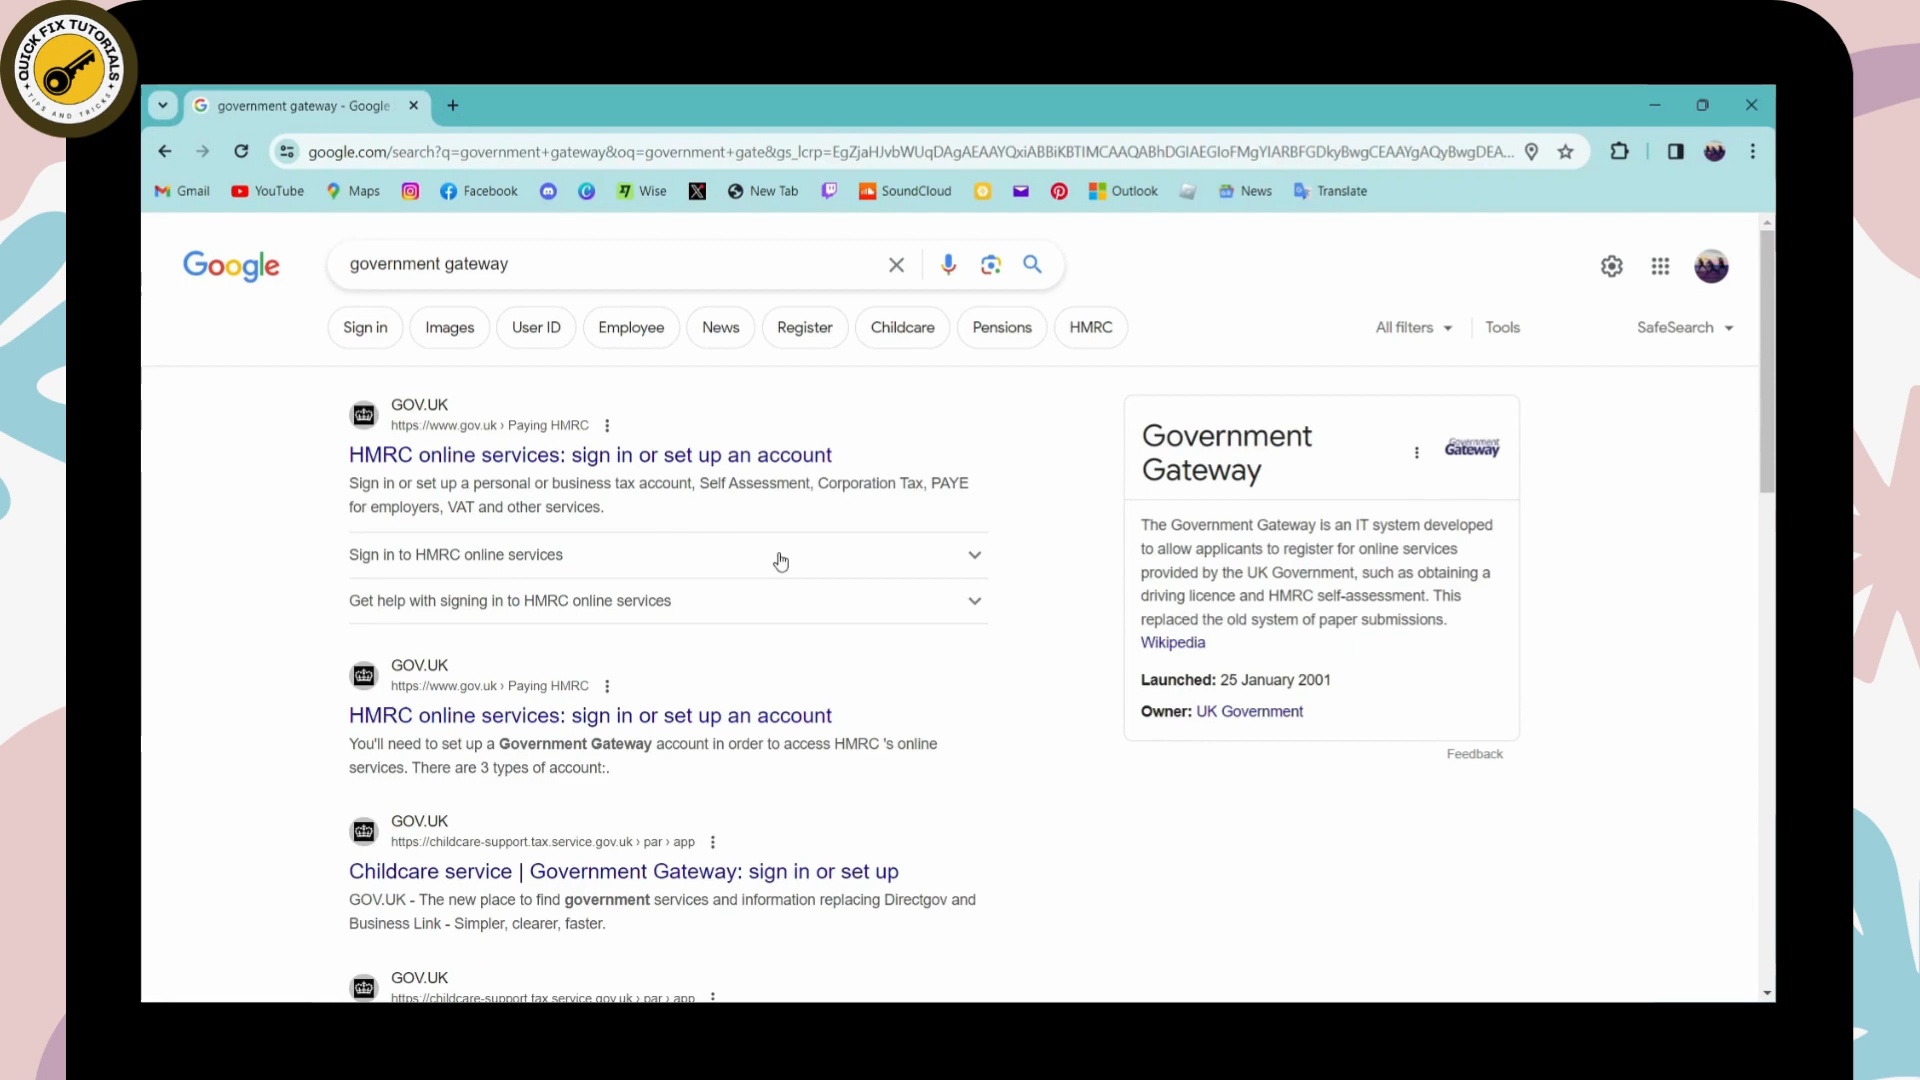 QUICK FIX TUTORIALS
TIPS AND TRICKS
government gateway - Google
google.com/search?q=government+gateway&oq=government+gate&gs_lcrp=EgZjaHJvbWUqDAgAEAAYQxiABBiKBTIMCAAQABhDGIAEGIoFMgYIARBFGDkyBwgCEAAYgAQyBwgDEA...
Gmail YouTube Maps Facebook Wise New Tab SoundCloud Outlook News Translate
Google
government gateway
Sign in Images User ID Employee News Register Childcare Pensions HMRC All filters Tools SafeSearch
GOV.UK
https://www.gov.uk › Paying HMRC
HMRC online services: sign in or set up an account
Sign in or set up a personal or business tax account, Self Assessment, Corporation Tax, PAYE
for employers, VAT and other services.
Sign in to HMRC online services
Get help with signing in to HMRC online services
GOV.UK
https://www.gov.uk › Paying HMRC
HMRC online services: sign in or set up an account
You'll need to set up a Government Gateway account in order to access HMRC 's online
services. There are 3 types of account:.
GOV.UK
https://childcare-support.tax.service.gov.uk › par › app
Childcare service | Government Gateway: sign in or set up
GOV.UK - The new place to find government services and information replacing Directgov and
Business Link - Simpler, clearer, faster.
GOV.UK
https://childcare-support.tax.service.gov.uk › par › app
Government
Gateway
Government
Gateway
The Government Gateway is an IT system developed
to allow applicants to register for online services
provided by the UK Government, such as obtaining a
driving licence and HMRC self-assessment. This
replaced the old system of paper submissions.
Wikipedia
Launched: 25 January 2001
Owner: UK Government
Feedback